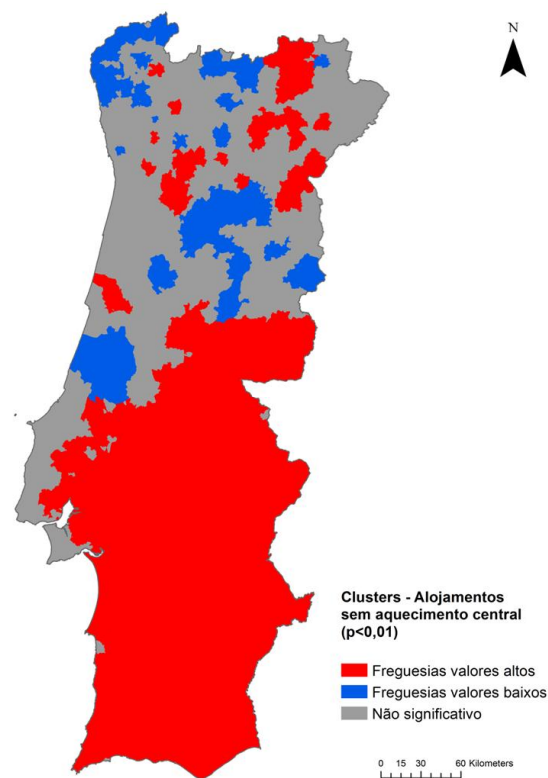 N
Clusters - Alojamentos
sem aquecimento central
(p<0,01)
Freguesias valores altos
Freguesias valores baixos
Não significativo
0 15 30 60 Kilometers